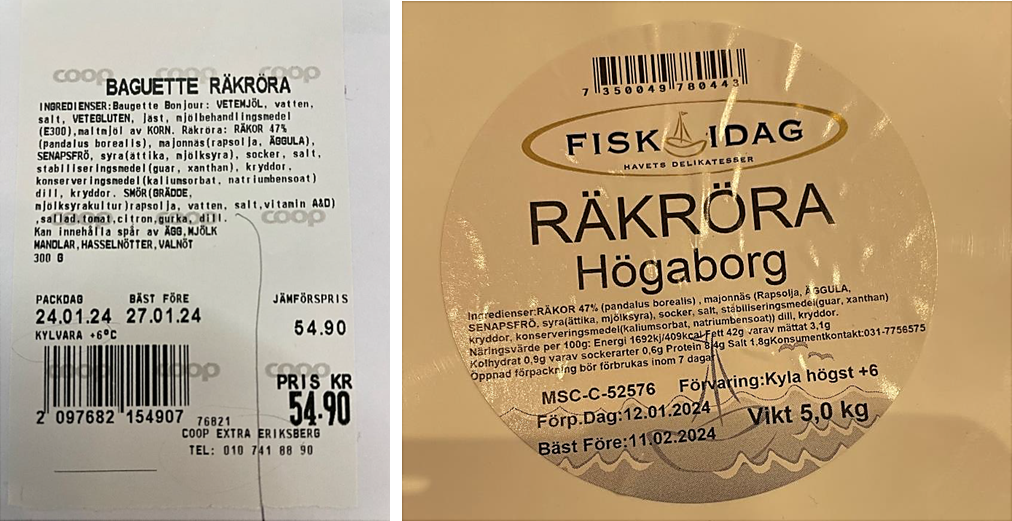 coop coop coop
BAGUETTE RÄKRÖRA
INGREDIENSER:Baugette Bonjour: VETEMJÖL, vatten,
salt, VETEGLUTEN, jäst, mjölbehandlingsmedel
(E300),maltmjöl av KORN. Räkröra: RÄKOR 47%
(pandalus borealis), majonnäs(rapsolja, ÄGGULA),
SENAPSFRÖ, syra(ättika, mjölksyra), socker, salt,
stabiliseringsmedel(guar, xanthan), kryddor,
konserveringsmedel(kaliumsorbat, natriumbensoat)
dill, kryddor. SMÖR(GRÄDDE,
mjölksyrakultur)rapsolja, vatten, salt,vitamin A&D)
,sallad,tomat,citron,gurka, dill.
coop coop coop
Kan innehålla spår av ÄGG,MJÖLK
MANDLAR,HASSELNÖTTER,VALNÖT
300 G
PACKDAG BÄST FÖRE JÄMFÖRSPRIS
24.01.24 27.01.24
54.90
KYLVARA +6°C
coop coop
PRIS KR
54.90
2 097682 154907
76821
COOP EXTRA ERIKSBERG
TEL: 010 741 88 90
7 350049 780443
FISK IDAG
HAVETS DELIKATESSER
RÄKRÖRA
Högaborg
Ingredienser:RÄKOR 47% (pandalus borealis) , majonnäs (Rapsolja, ÄGGULA,
SENAPSFRÖ, syra(ättika, mjölksyra), socker, salt, stabiliseringsmedel(guar, xanthan)
kryddor, konserveringsmedel(kaliumsorbat, natriumbensoat) dill, kryddor.
Näringsvärde per 100g: Energi 1692kj/409kcal Fett 42g varav mättat 3,1g
Kolhydrat 0,9g varav sockerarter 0,6g Protein 8,4g Salt 1,8gKonsumentkontakt:031-7756575
Öppnad förpackning bör förbrukas inom 7 dagar
MSC-C-52576 Förvaring:Kyla högst +6
Förp.Dag:12.01.2024 Vikt 5,0 kg
Bäst Före:11.02.2024